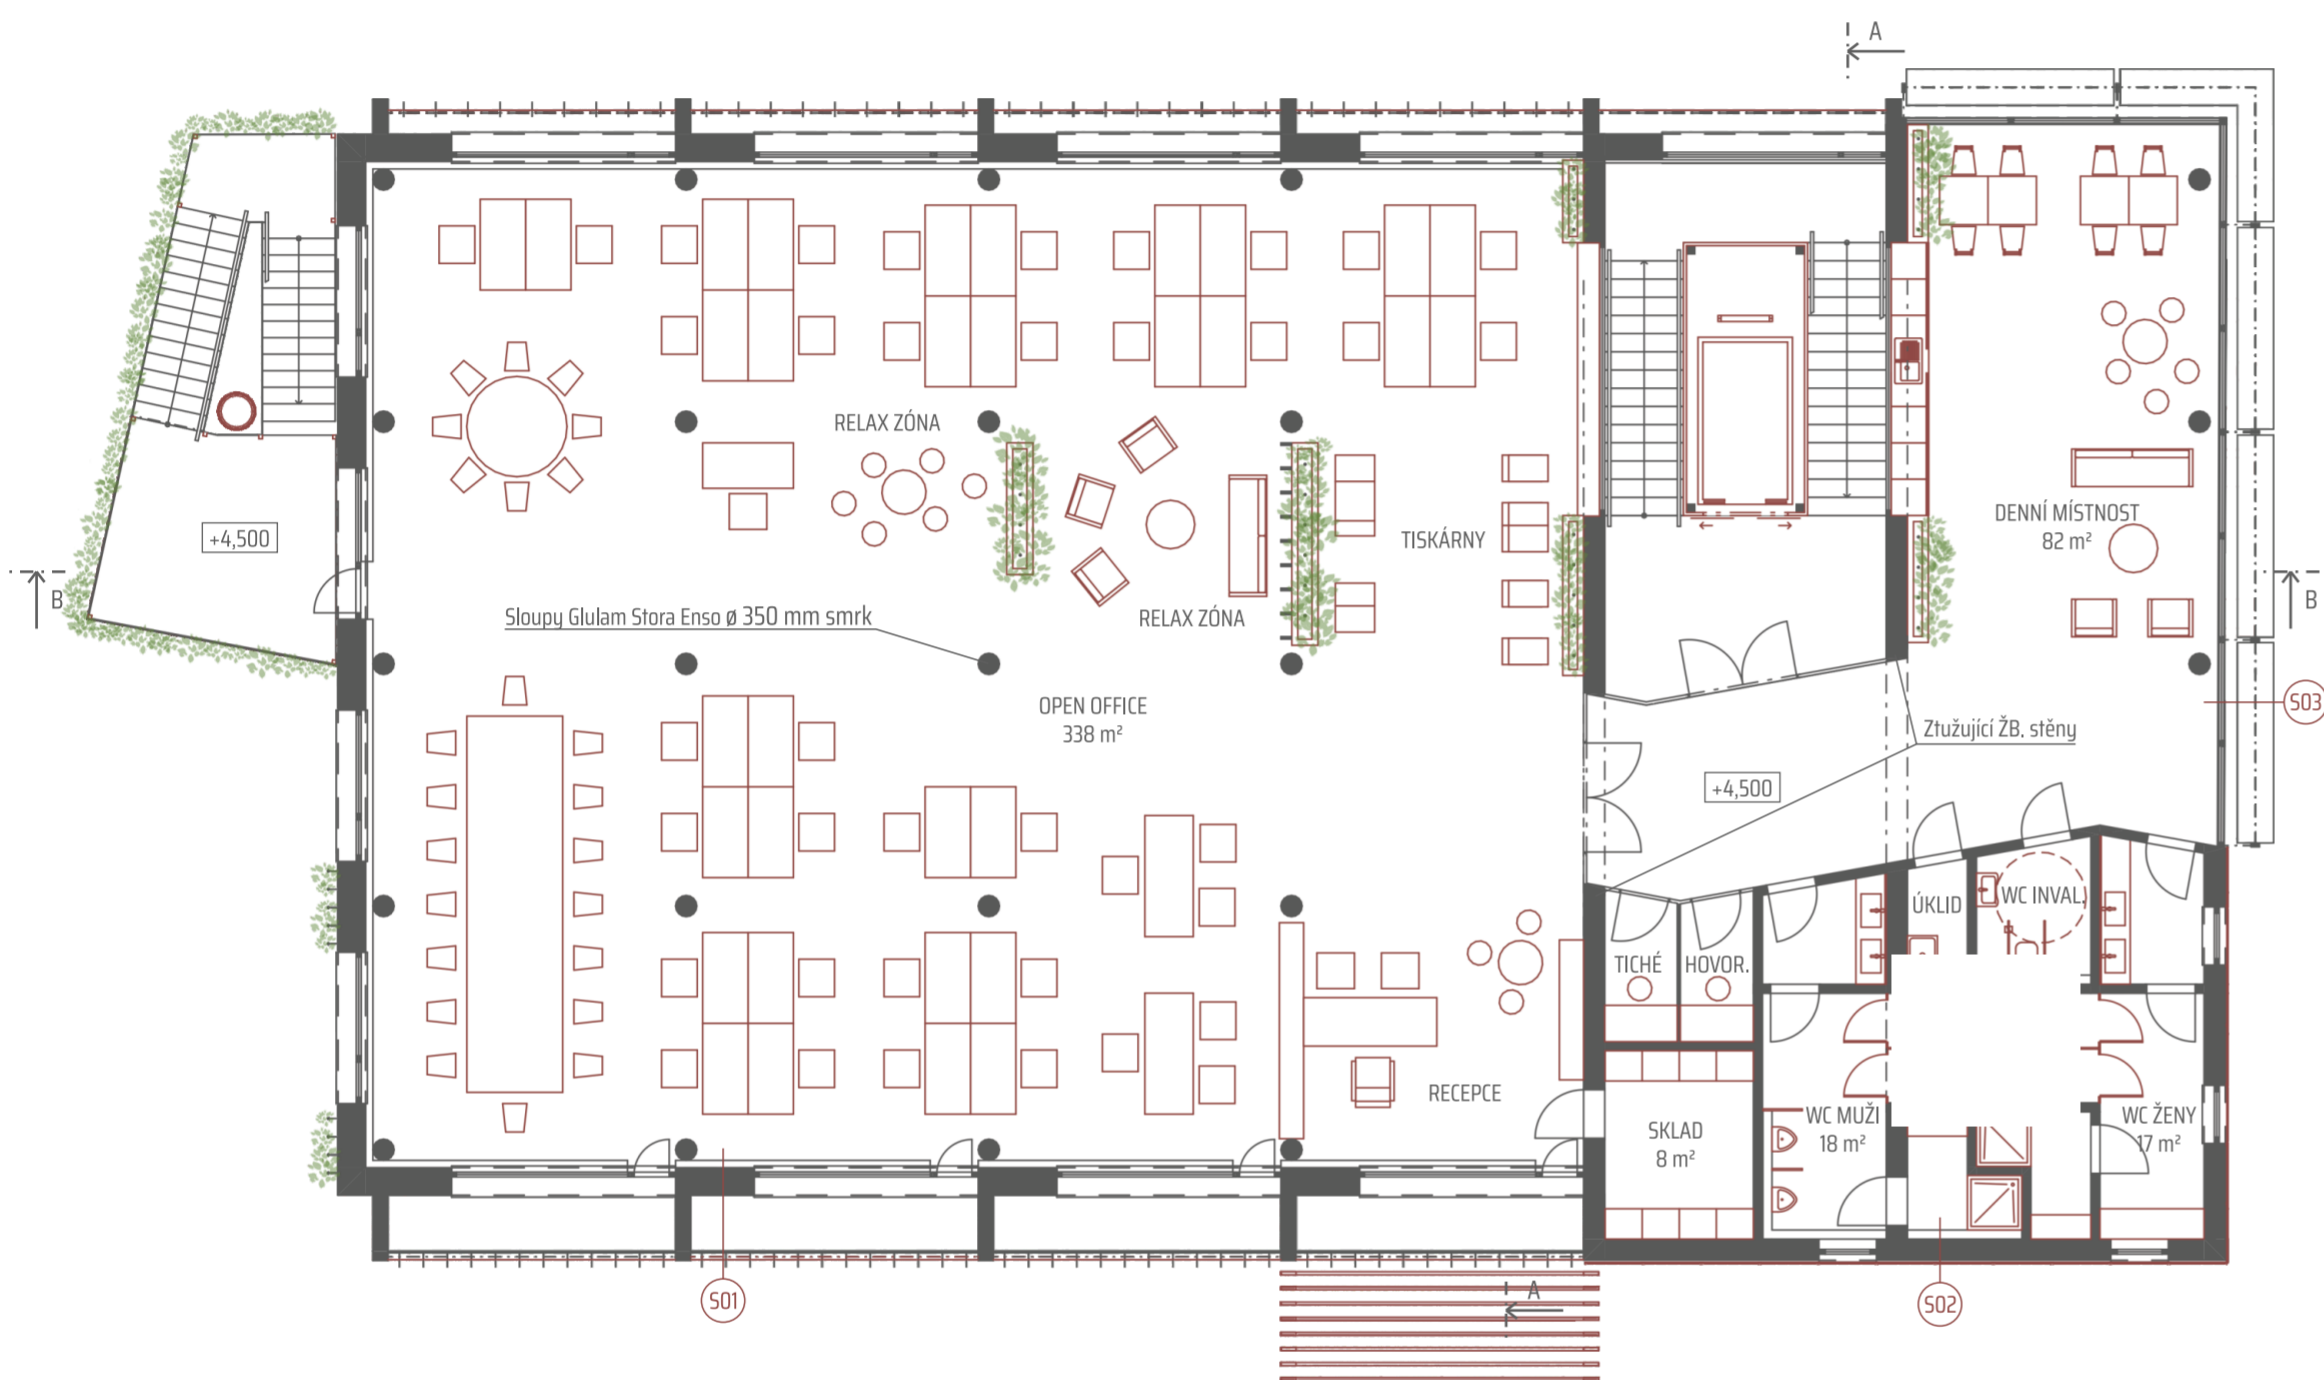 A
RELAX ZÓNA
DENNÍ MÍSTNOST
82 m²
TISKÁRNY
+4,500
B
B
Sloupy Glulam Stora Enso ø 350 mm smrk
RELAX ZÓNA
OPEN OFFICE
338 m²
S03
Ztužující ŽB. stěny
+4,500
ÚKLID
WC INVAL.
TICHÉ
HOVOR.
RECEPCE
WC MUŽI
18 m²
WC ŽENY
17 m²
SKLAD
8 m²
A
S01
S02